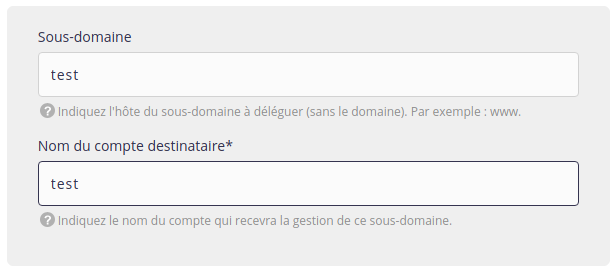 Sous-domaine
test
? Indiquez l'hôte du sous-domaine à déléguer (sans le domaine). Par exemple : www.
Nom du compte destinataire*
test
? Indiquez le nom du compte qui recevra la gestion de ce sous-domaine.